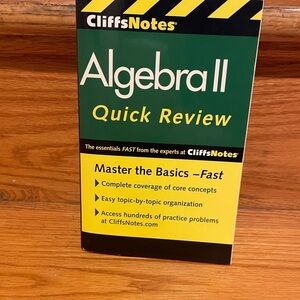 CliffsNotes®
Algebra II
Quick Review
The essentials FAST from the experts at CliffsNotes®
Master the Basics –Fast
Complete coverage of core concepts
Easy topic-by-topic organization
Access hundreds of practice problems
at CliffsNotes.com